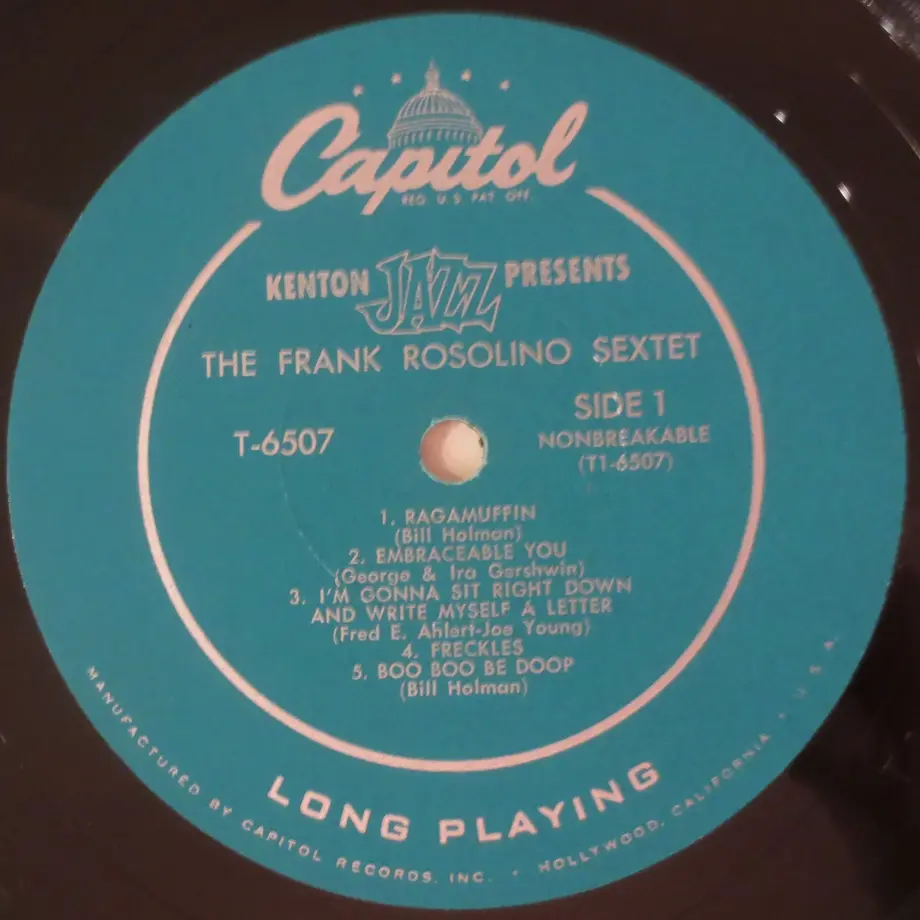 Capitol
REG. U.S. PAT. OFF.
KENTON JAZZ PRESENTS
THE FRANK ROSOLINO SEXTET
SIDE 1
T-6507
NONBREAKABLE
(T1-6507)
1. RAGAMUFFIN
(Bill Holman)
2. EMBRACEABLE YOU
(George & Ira Gershwin)
3. I'M GONNA SIT RIGHT DOWN
AND WRITE MYSELF A LETTER
(Fred E. Ahlert-Joe Young)
4. FRECKLES
5. BOO BOO BE DOOP
(Bill Holman)
LONG PLAYING
MANUFACTURED BY CAPITOL RECORDS, INC. • HOLLYWOOD, CALIFORNIA • U.S.A.